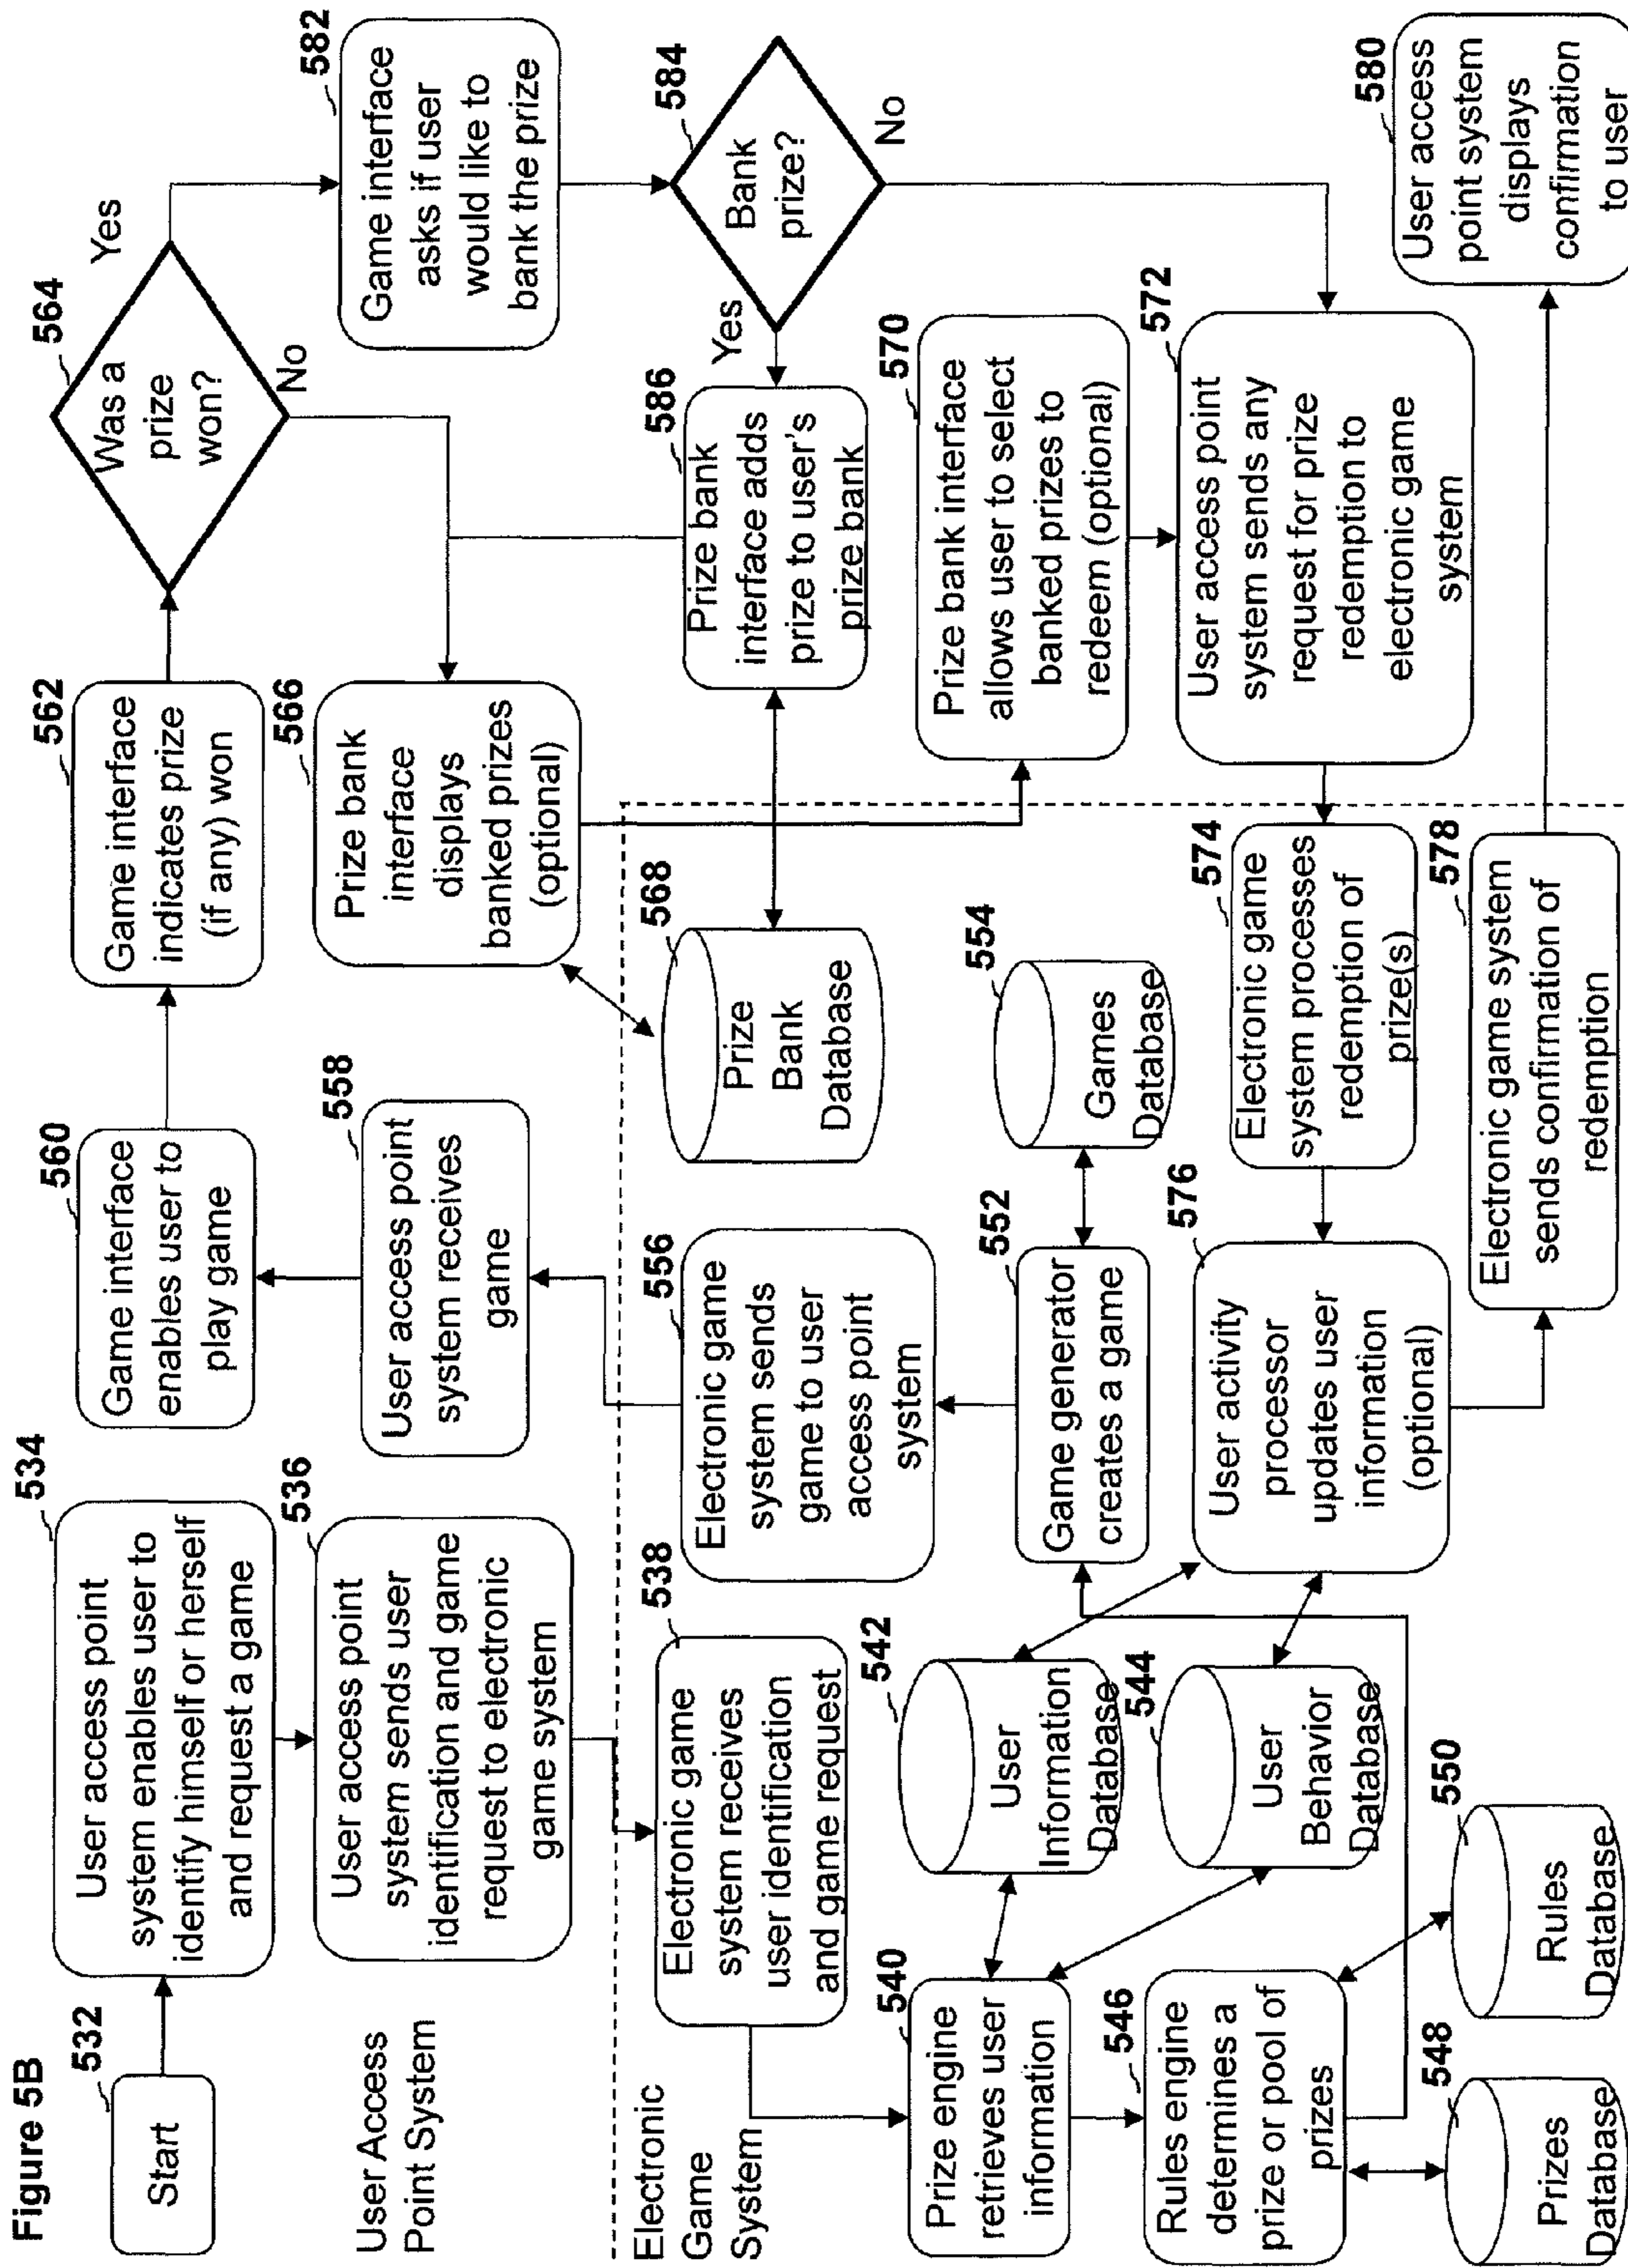 Figure 5B
532
Start
534
User access point
system enables user to
identify himself or herself
and request a game
536
User access point
system sends user
identification and game
request to electronic
game system
User Access
Point System
560
Game interface
enables user to
play game
558
User access point
system receives
game
562
Game interface
indicates prize
(if any) won
564
Was a
prize
won?
Yes
No
582
Game interface
asks if user
would like to
bank the prize
584
Bank
prize?
Yes
No
586
Prize bank
interface adds
prize to user's
prize bank
566
Prize bank
interface
displays
banked prizes
(optional)
568
Prize
Bank
Database
570
Prize bank interface
allows user to select
banked prizes to
redeem (optional)
572
User access point
system sends any
request for prize
redemption to
electronic game
system
580
User access
point system
displays
confirmation
to user
Electronic
Game
System
538
Electronic game
system receives
user identification
and game request
540
Prize engine
retrieves user
information
542
User
Information
Database
544
User
Behavior
Database
546
Rules engine
determines a
prize or pool of
prizes
548
Prizes
Database
550
Rules
Database
552
Game generator
creates a game
554
Games
Database
556
Electronic game
system sends
game to user
access point
system
574
Electronic game
system processes
redemption of
prize(s)
576
User activity
processor
updates user
information
(optional)
578
Electronic game system
sends confirmation of
redemption